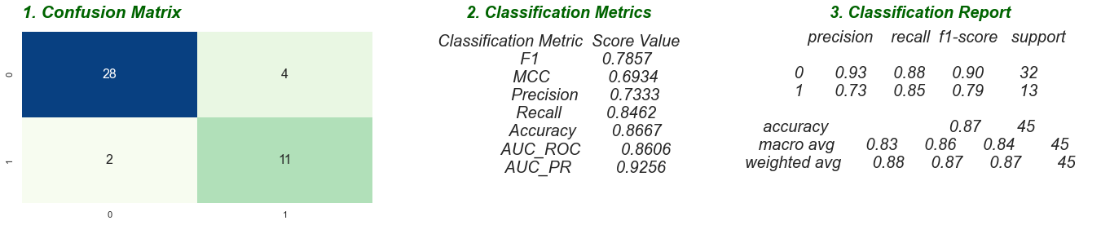 1. Confusion Matrix
0
28
4
1
2
11
0
1
2. Classification Metrics
Classification Metric Score Value
F1 0.7857
MCC 0.6934
Precision 0.7333
Recall 0.8462
Accuracy 0.8667
AUC_ROC 0.8606
AUC_PR 0.9256
3. Classification Report
precision recall f1-score support
0 0.93 0.88 0.90 32
1 0.73 0.85 0.79 13
accuracy 0.87 45
macro avg 0.83 0.86 0.84 45
weighted avg 0.88 0.87 0.87 45